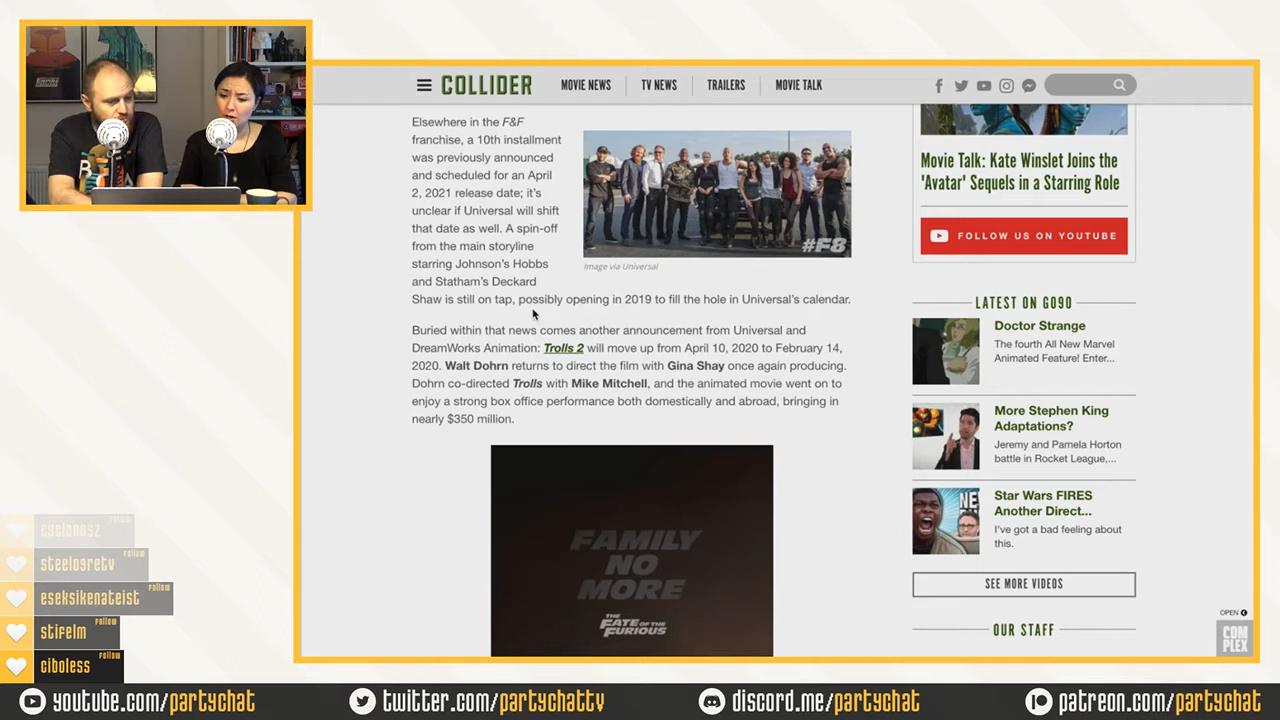 COLLIDER
MOVIE NEWS
TV NEWS
TRAILERS
MOVIE TALK
Elsewhere in the F&F
franchise, a 10th installment
was previously announced
and scheduled for an April
2, 2021 release date; it’s
unclear if Universal will shift
that date as well. A spin-off
from the main storyline
starring Johnson’s Hobbs
and Statham’s Deckard
Shaw is still on tap, possibly opening in 2019 to fill the hole in Universal’s calendar.
#F8
Image via Universal
Buried within that news comes another announcement from Universal and
DreamWorks Animation: Trolls 2 will move up from April 10, 2020 to February 14,
2020. Walt Dohrn returns to direct the film with Gina Shay once again producing.
Dohrn co-directed Trolls with Mike Mitchell, and the animated movie went on to
enjoy a strong box office performance both domestically and abroad, bringing in
nearly $350 million.
FAMILY
NO
MORE
THE
FATE OF THE
FURIOUS
Movie Talk: Kate Winslet Joins the
'Avatar' Sequels in a Starring Role
FOLLOW US ON YOUTUBE
LATEST ON GO90
Doctor Strange
The fourth All New Marvel
Animated Feature! Enter...
More Stephen King
Adaptations?
Jeremy and Pamela Horton
battle in Rocket League,...
Star Wars FIRES
Another Direct...
I’ve got a bad feeling about
this.
SEE MORE VIDEOS
OUR STAFF
OPEN
COM
PLEX
Follow
steelogretv
Follow
eseksikenateist
Follow
stifelm
Follow
ciboless
Follow
youtube.com/partychat
twitter.com/partychattv
discord.me/partychat
patreon.com/partychat